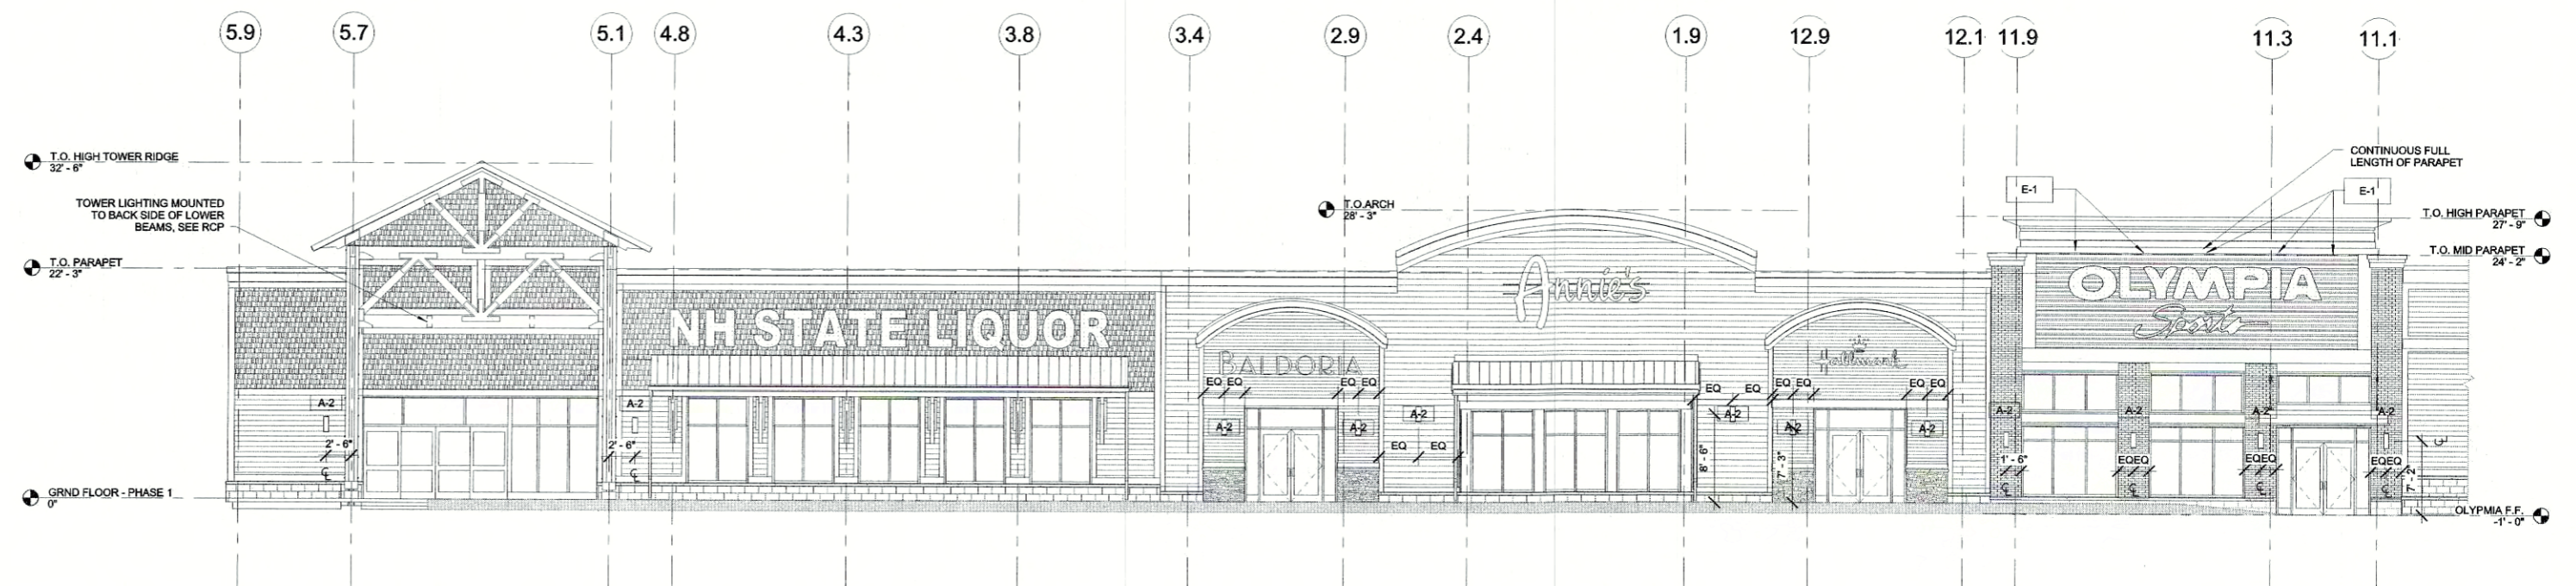 5.9
5.7
5.1
4.8
4.3
3.8
3.4
2.9
2.4
1.9
12.9
12.1
11.9
11.3
11.1
T.O. HIGH TOWER RIDGE
32' - 6"
TOWER LIGHTING MOUNTED
TO BACK SIDE OF LOWER
BEAMS, SEE RCP
T.O. PARAPET
22' - 3"
T.O.ARCH
28' - 3"
CONTINUOUS FULL
LENGTH OF PARAPET
E-1
E-1
T.O. HIGH PARAPET
27' - 9"
T.O. MID PARAPET
24' - 2"
NH STATE LIQUOR
BALDORIA
Annie's
Hallmark
OLYMPIA
Sports
EQ EQ
EQ EQ
EQ EQ
EQ EQ
EQ EQ
A-2
A-2
A-2
A-2
A-2
A-2
A-2
A-2
A-2
A-2
A-2
A-2
EQ EQ
2' - 6"
2' - 6"
8' - 6"
7' - 3"
1' - 6"
EQEQ
EQEQ
EQEQ
7' - 2"
GRND FLOOR - PHASE 1
0"
OLYPMIA F.F.
-1' - 0"